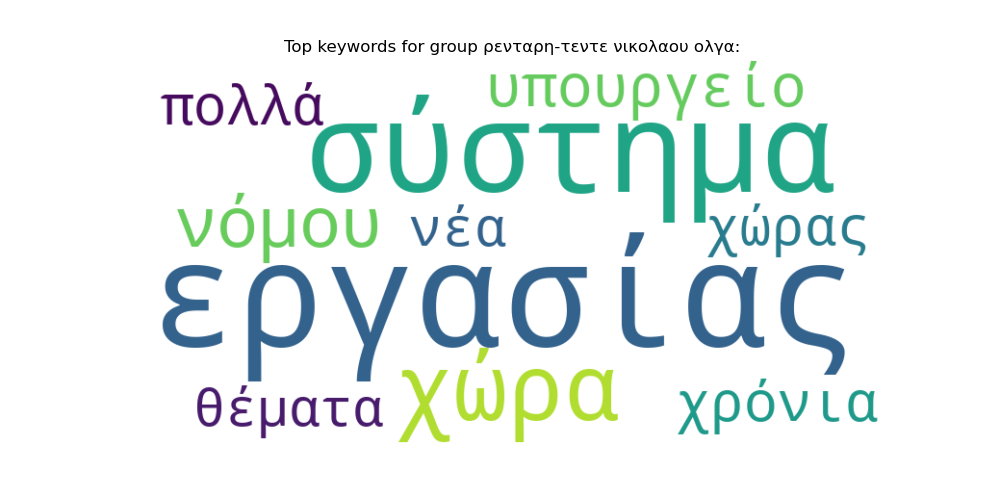 Top keywords for group ρενταρη-τεντε νικολαου ολγα:
πολλά υπουργείο
σύστημα
νόμου νέα χώρας
εργασίας
θέματα χώρα χρόνια